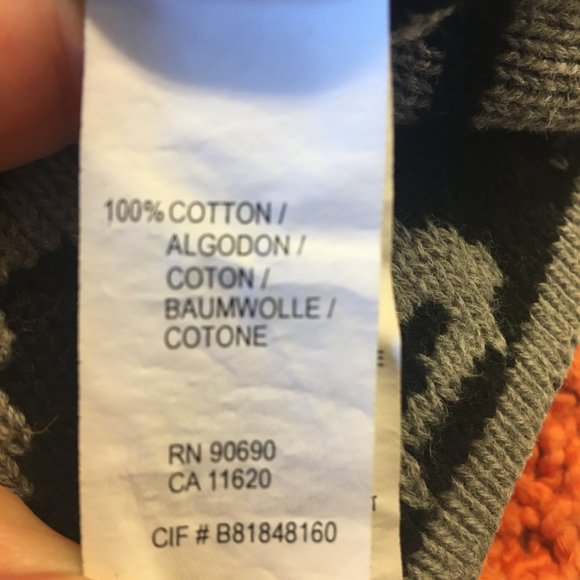 100% COTTON /
ALGODON /
COTON /
BAUMWOLLE /
COTONE
RN 90690
CA 11620
CIF # B81848160
E
T